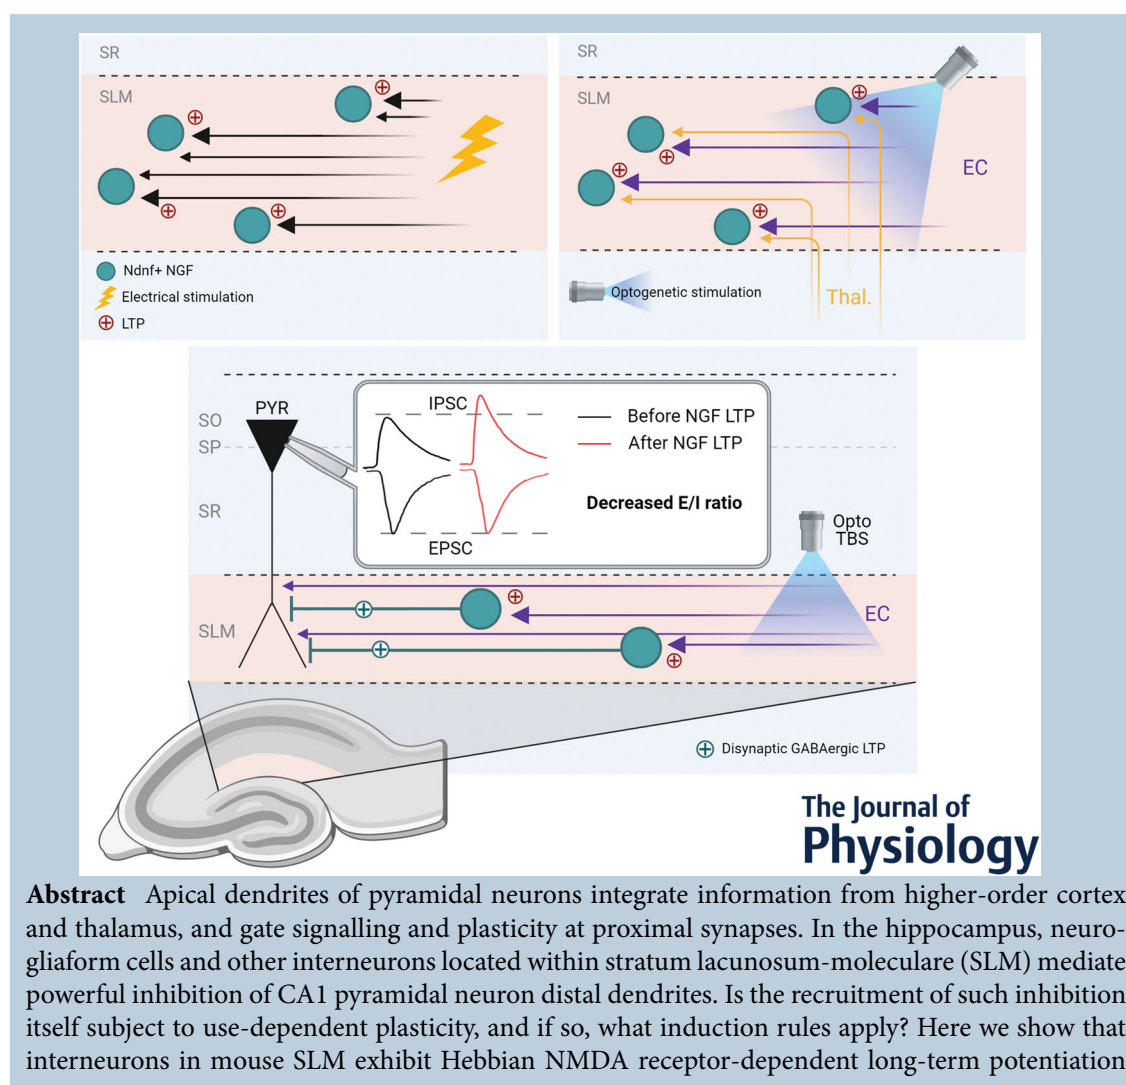 SR
SLM
Ndnf+ NGF
Electrical stimulation
LTP
SR
SLM
EC
Optogenetic stimulation
Thal.
SO
SP
SR
SLM
PYR
IPSC
EPSC
Before NGF LTP
After NGF LTP
Decreased E/I ratio
Opto
TBS
EC
Disynaptic GABAergic LTP
The Journal of
Physiology
Abstract Apical dendrites of pyramidal neurons integrate information from higher-order cortex
and thalamus, and gate signalling and plasticity at proximal synapses. In the hippocampus, neuro-
gliaform cells and other interneurons located within stratum lacunosum-moleculare (SLM) mediate
powerful inhibition of CA1 pyramidal neuron distal dendrites. Is the recruitment of such inhibition
itself subject to use-dependent plasticity, and if so, what induction rules apply? Here we show that
interneurons in mouse SLM exhibit Hebbian NMDA receptor-dependent long-term potentiation